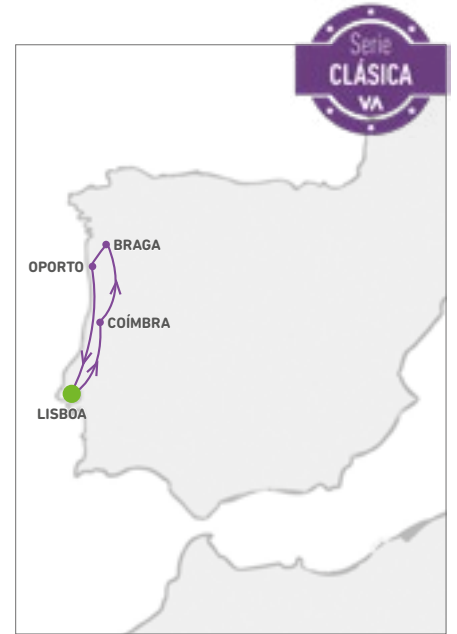 Serie
CLÁSICA
VA
BRAGA
OPORTO
COÍMBRA
LISBOA